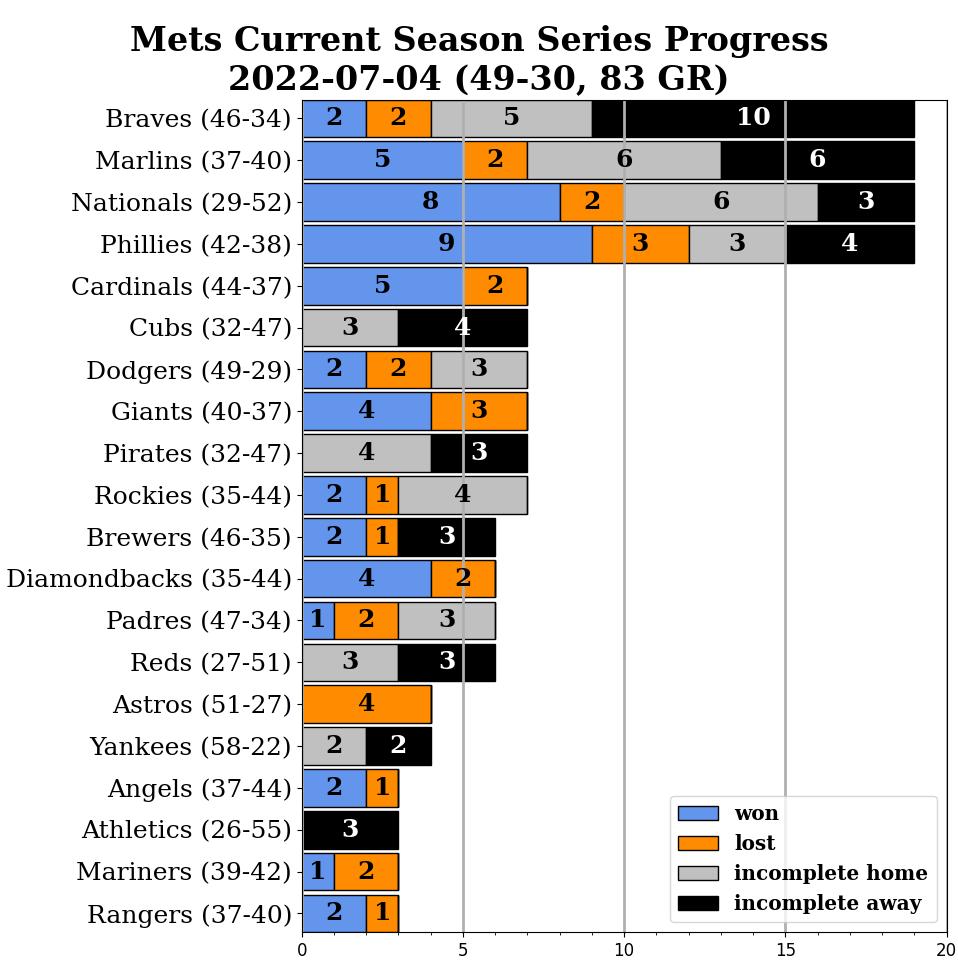 Mets Current Season Series Progress
2022-07-04 (49-30, 83 GR)
Braves (46-34) 2 2 5 10
Marlins (37-40) 5 2 6 6
Nationals (29-52) 8 2 6 3
Phillies (42-38) 9 3 3 4
Cardinals (44-37) 5 2
Cubs (32-47) 3 4
Dodgers (49-29) 2 2 3
Giants (40-37) 4 3
Pirates (32-47) 4 3
Rockies (35-44) 2 1 4
Brewers (46-35) 2 1 3
Diamondbacks (35-44) 4 2
Padres (47-34) 1 2 3
Reds (27-51) 3 3
Astros (51-27) 4
Yankees (58-22) 2 2
Angels (37-44) 2 1
Athletics (26-55) 3
Mariners (39-42) 1 2
Rangers (37-40) 2 1
won
lost
incomplete home
incomplete away
0 5 10 15 20